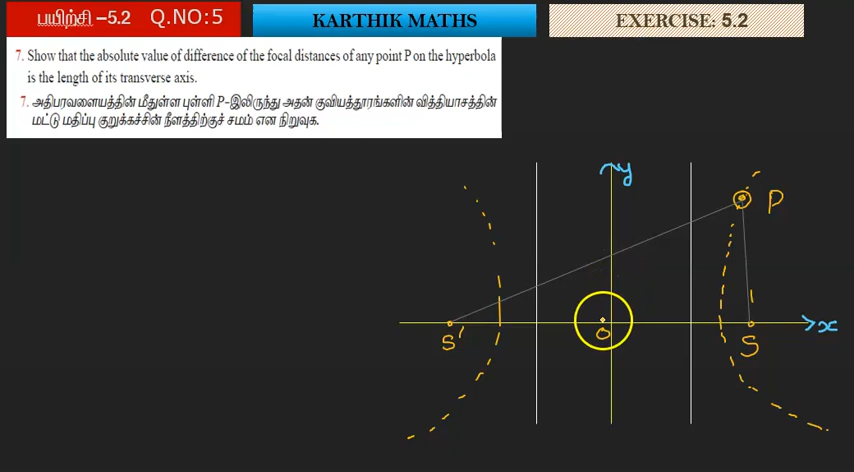 பயிற்சி –5.2 Q.NO:5
KARTHIK MATHS
EXERCISE: 5.2
7. Show that the absolute value of difference of the focal distances of any point P on the hyperbola
is the length of its transverse axis.
7. அதிபரவளையத்தின் மீதுள்ள புள்ளி P-இலிருந்து அதன் குவியத்தூரங்களின் வித்தியாசத்தின்
மட்டு மதிப்பு குறுக்கச்சின் நீளத்திற்குச் சமம் என நிறுவுக.
y
P
S' O S x